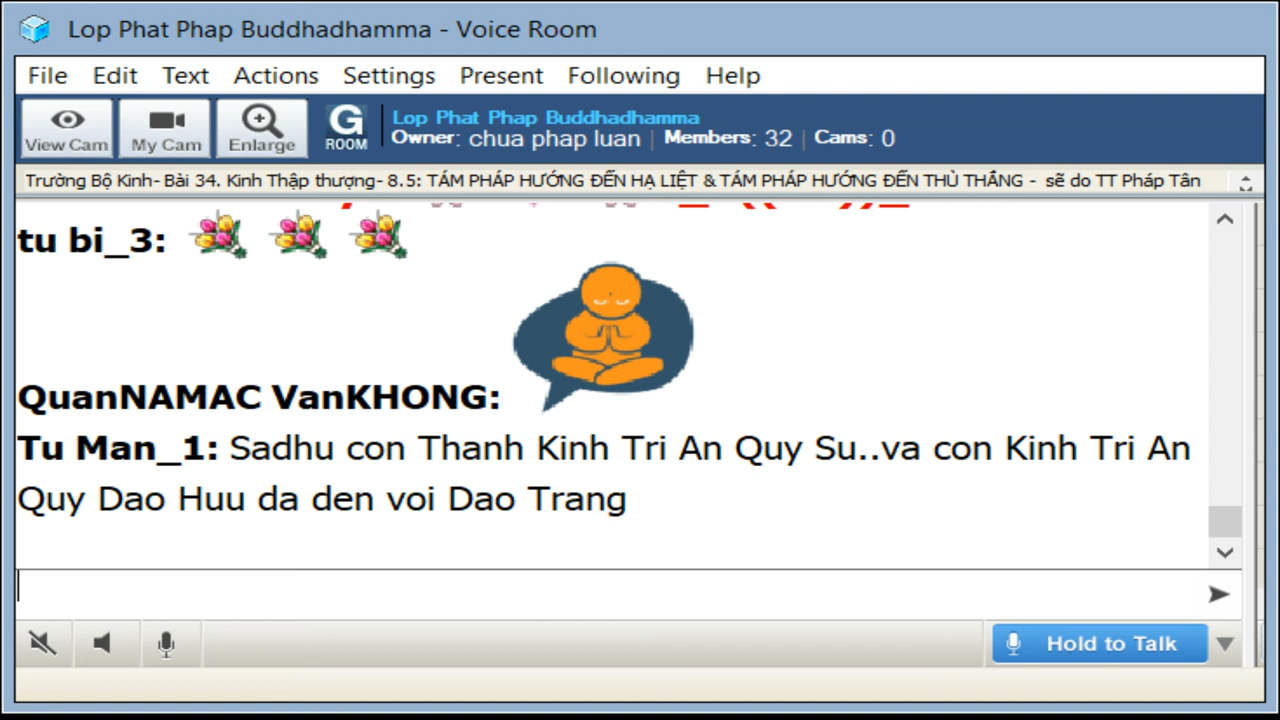 Lop Phat Phap Buddhadhamma - Voice Room
File Edit Text Actions Settings Present Following Help
View Cam My Cam Enlarge G ROOM
Lop Phat Phap Buddhadhamma
Owner: chua phap luan | Members: 32 | Cams: 0
Trường Bộ Kinh- Bài 34. Kinh Thập thượng- 8.5: TÁM PHÁP HƯỚNG ĐẾN HẠ LIỆT & TÁM PHÁP HƯỚNG ĐẾN THÙ THẮNG - sẽ do TT Pháp Tân
tu bi_3:
QuanNAMAC VanKHONG:
Tu Man_1: Sadhu con Thanh Kinh Tri An Quy Su..va con Kinh Tri An
Quy Dao Huu da den voi Dao Trang
Hold to Talk